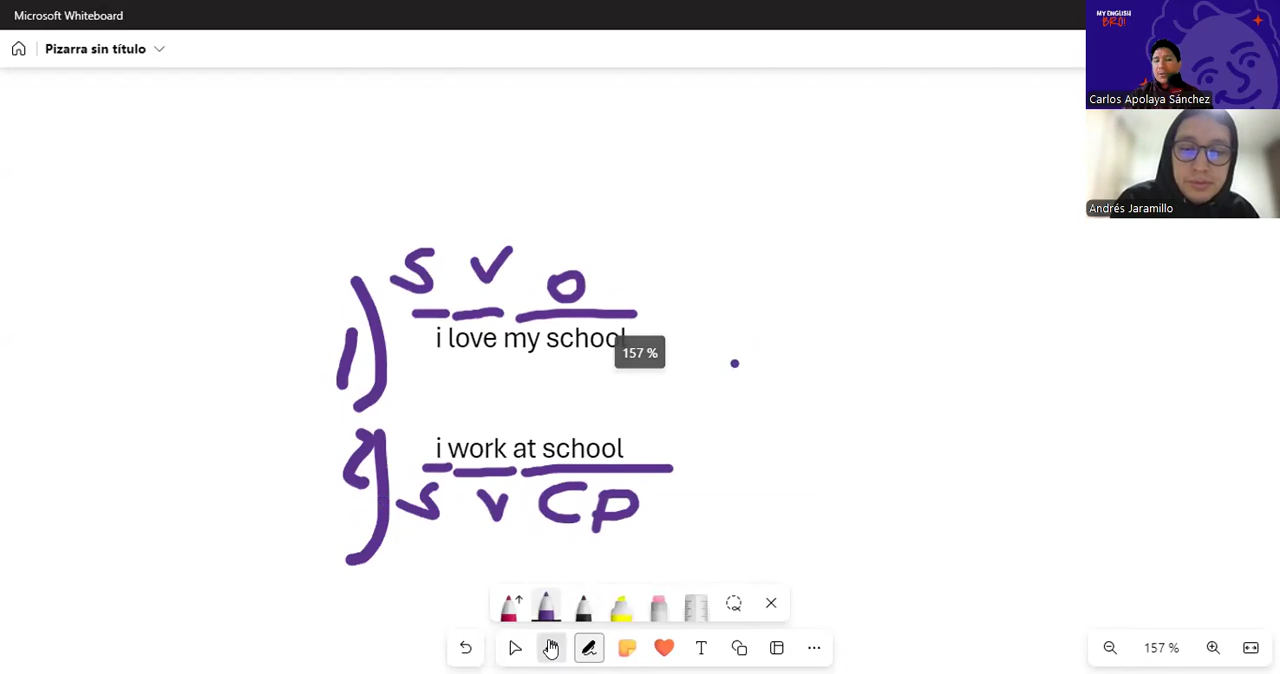 Microsoft Whiteboard
Pizarra sin título
MY ENGLISH
BRO!
Carlos Apolaya Sánchez
Andrés Jaramillo
S V O
1) i love my school
157 %
2) i work at school
S V CP
T
157 %